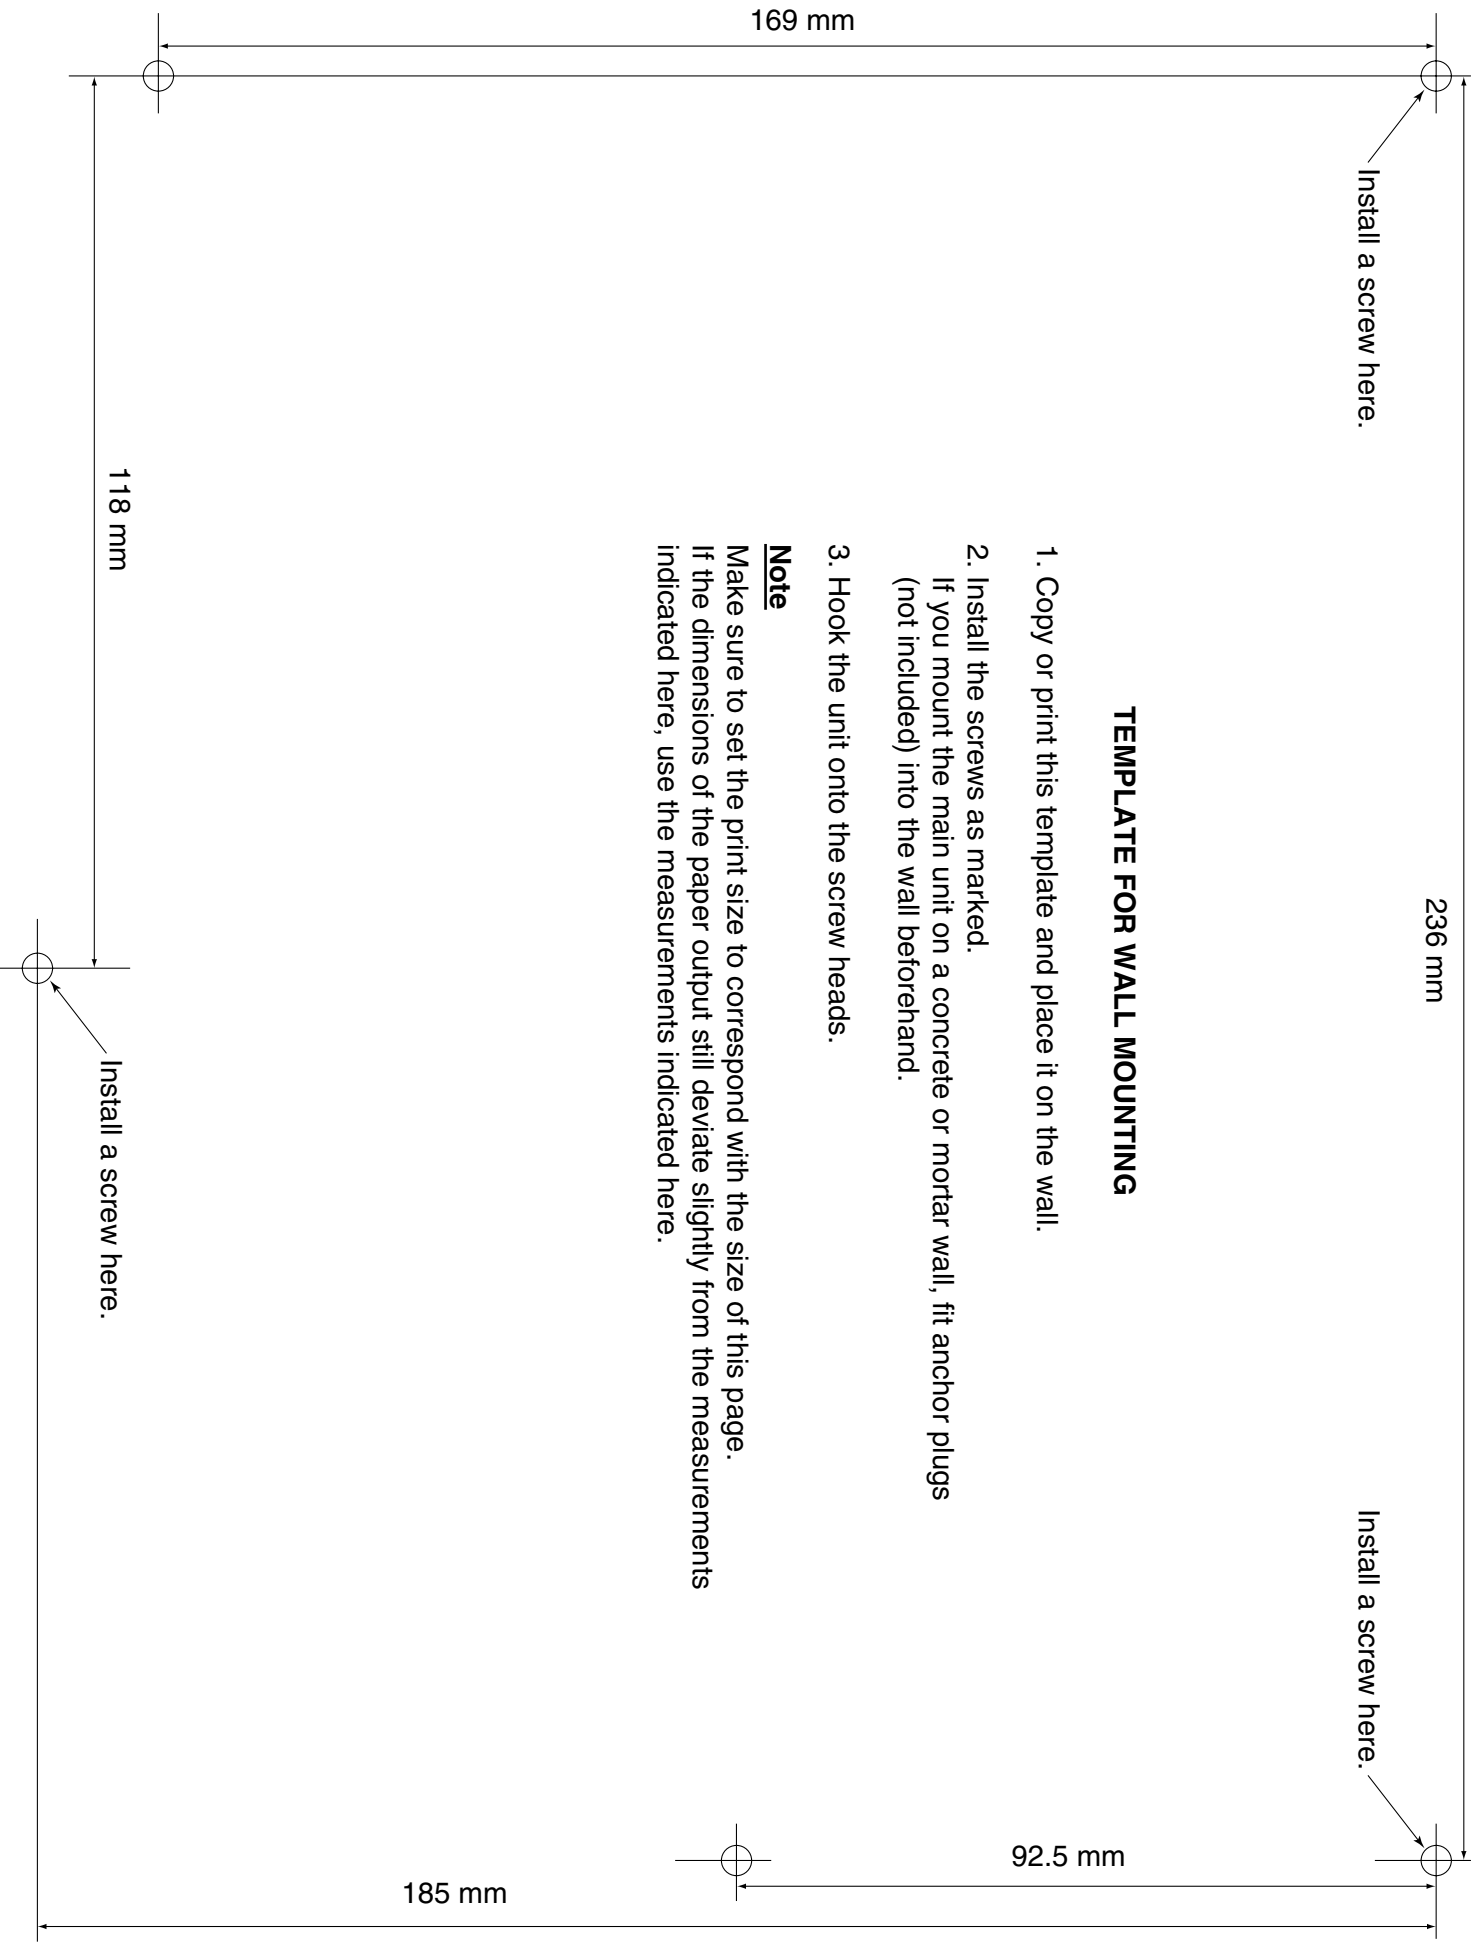 169 mm
236 mm
Install a screw here.
Install a screw here.
TEMPLATE FOR WALL MOUNTING
1. Copy or print this template and place it on the wall.
2. Install the screws as marked.
If you mount the main unit on a concrete or mortar wall, fit anchor plugs
(not included) into the wall beforehand.
3. Hook the unit onto the screw heads.
Note
Make sure to set the print size to correspond with the size of this page.
If the dimensions of the paper output still deviate slightly from the measurements
indicated here, use the measurements indicated here.
92.5 mm
185 mm
118 mm
Install a screw here.